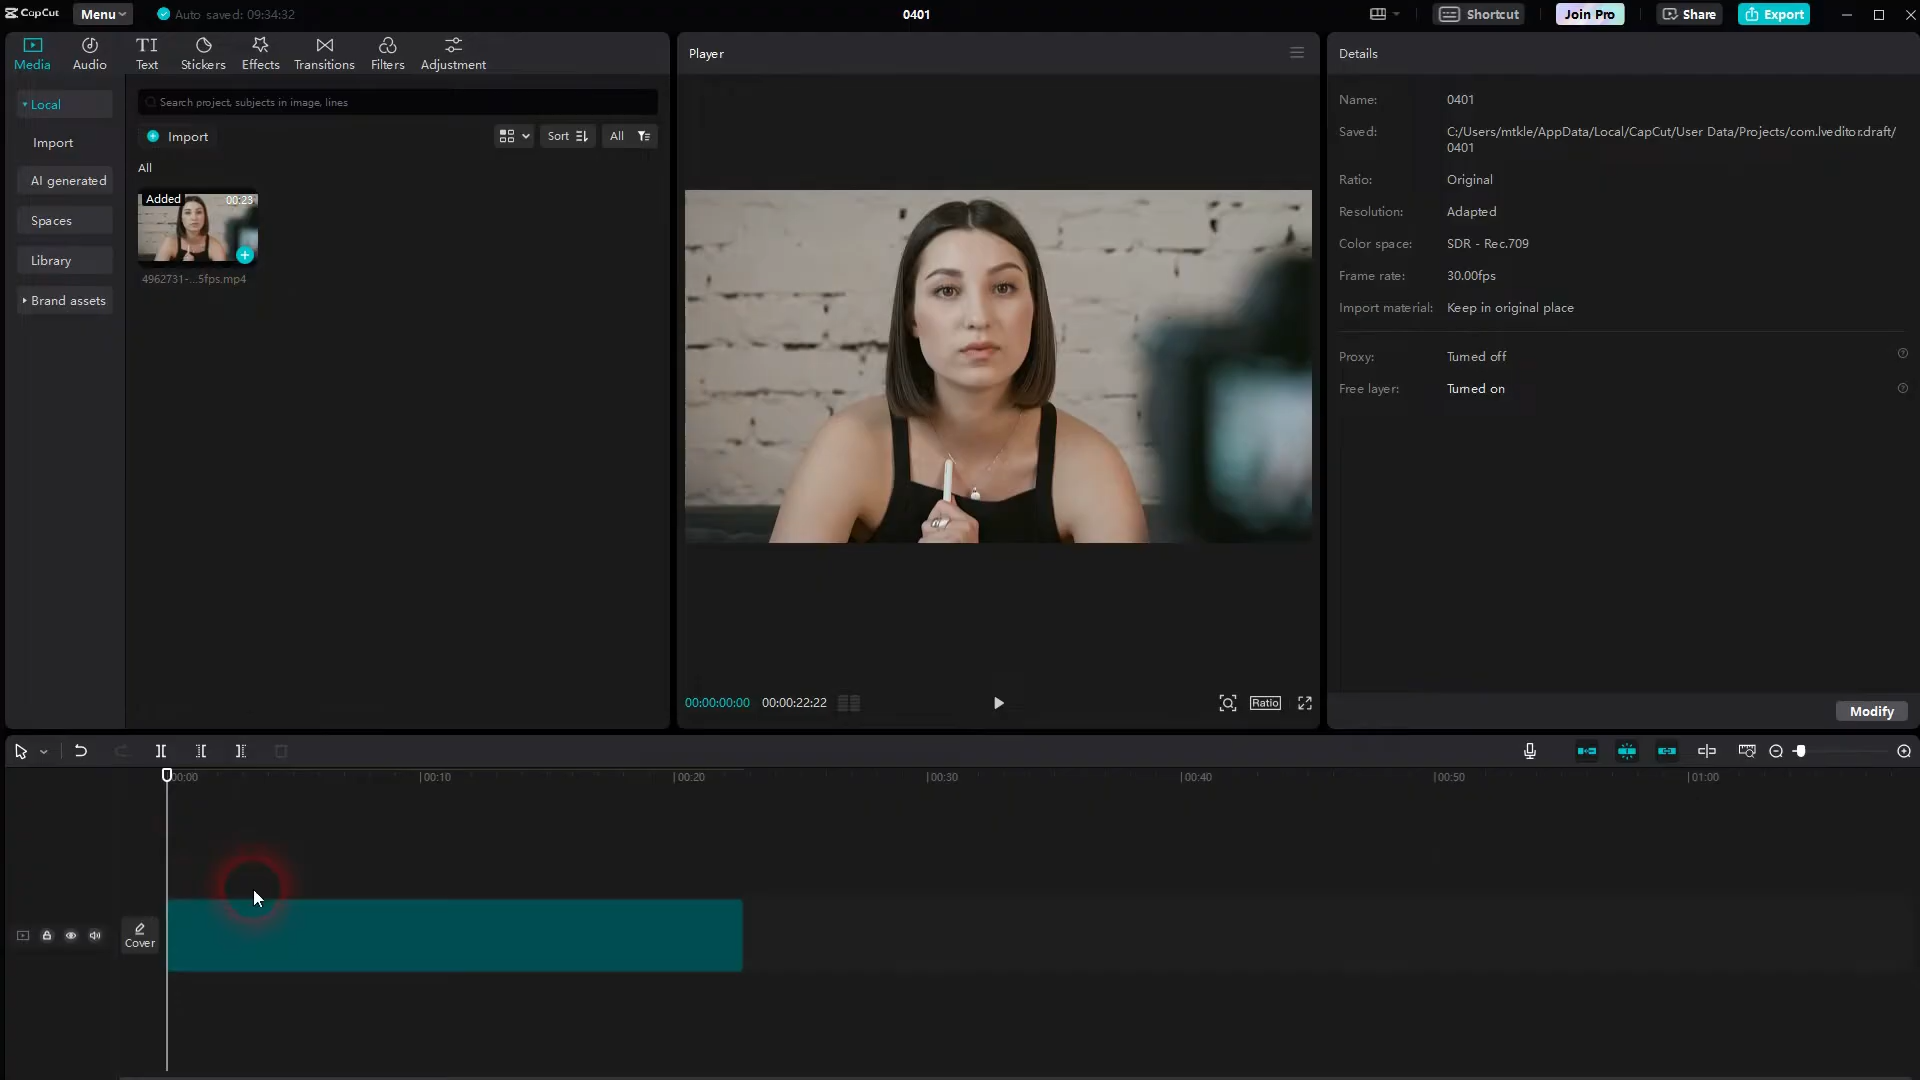 CapCut
Menu
Auto saved: 09:34:32
0401
Shortcut
Join Pro
Share
Export
Media
Audio
TI
Text
Stickers
Effects
Transitions
Filters
Adjustment
Local
Import
AI generated
Spaces
Library
Brand assets
Search project, subjects in image, lines
Import
Sort
All
All
Added
00:23
4962731-...5fps.mp4
Player
00:00:00:00
00:00:22:22
Ratio
Details
Name:
0401
Saved:
C:/Users/mtkle/AppData/Local/CapCut/User Data/Projects/com.lveditor.draft/
0401
Ratio:
Original
Resolution:
Adapted
Color space:
SDR - Rec.709
Frame rate:
30.00fps
Import material:
Keep in original place
Proxy:
Turned off
Free layer:
Turned on
Modify
00:00
00:10
00:20
00:30
00:40
00:50
01:00
Cover